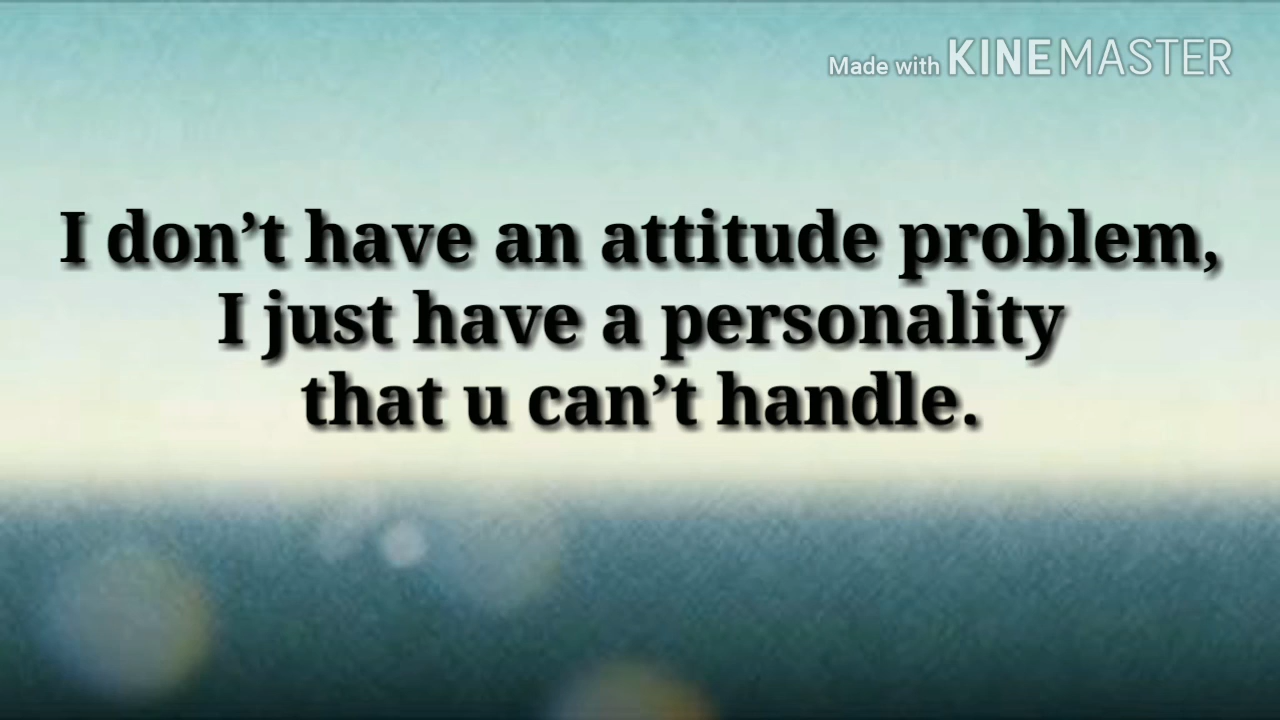 Made with KINEMASTER
I don’t have an attitude problem,
I just have a personality
that u can’t handle.